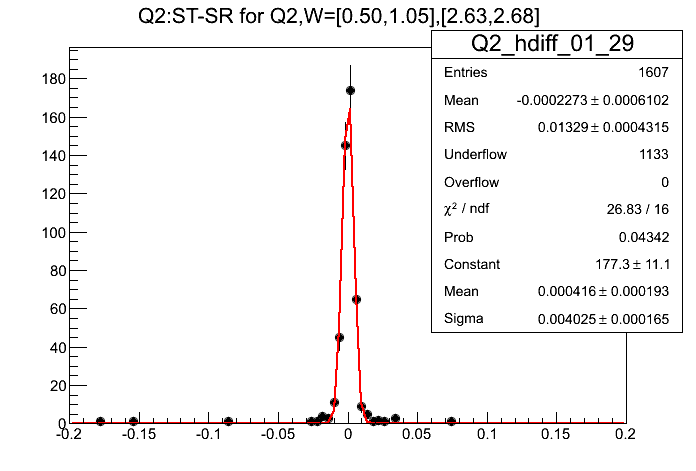 Q2:ST-SR for Q2,W=[0.50,1.05],[2.63,2.68]
Q2_hdiff_01_29
Entries 1607
Mean -0.0002273 ± 0.0006102
RMS 0.01329 ± 0.0004315
Underflow 1133
Overflow 0
χ² / ndf 26.83 / 16
Prob 0.04342
Constant 177.3 ± 11.1
Mean 0.000416 ± 0.000193
Sigma 0.004025 ± 0.000165
180
160
140
120
100
80
60
40
20
0
-0.2 -0.15 -0.1 -0.05 0 0.05 0.1 0.15 0.2